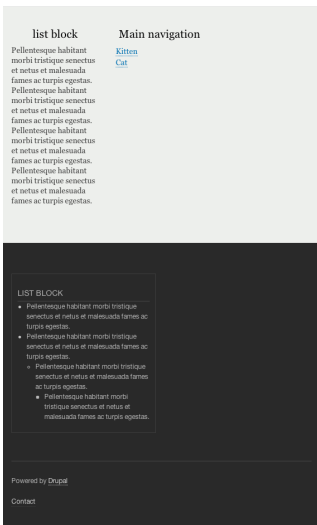 list block
Pellentesque habitant
morbi tristique senectus
et netus et malesuada
fames ac turpis egestas.
Pellentesque habitant
morbi tristique senectus
et netus et malesuada
fames ac turpis egestas.
Pellentesque habitant
morbi tristique senectus
et netus et malesuada
fames ac turpis egestas.
Pellentesque habitant
morbi tristique senectus
et netus et malesuada
fames ac turpis egestas.
Main navigation
Kitten
Cat
LIST BLOCK
Pellentesque habitant morbi tristique
senectus et netus et malesuada fames ac
turpis egestas.
Pellentesque habitant morbi tristique
senectus et netus et malesuada fames ac
turpis egestas.
Pellentesque habitant morbi tristique
senectus et netus et malesuada fames
ac turpis egestas.
Pellentesque habitant morbi
tristique senectus et netus et
malesuada fames ac turpis egestas.
Powered by Drupal
Contact